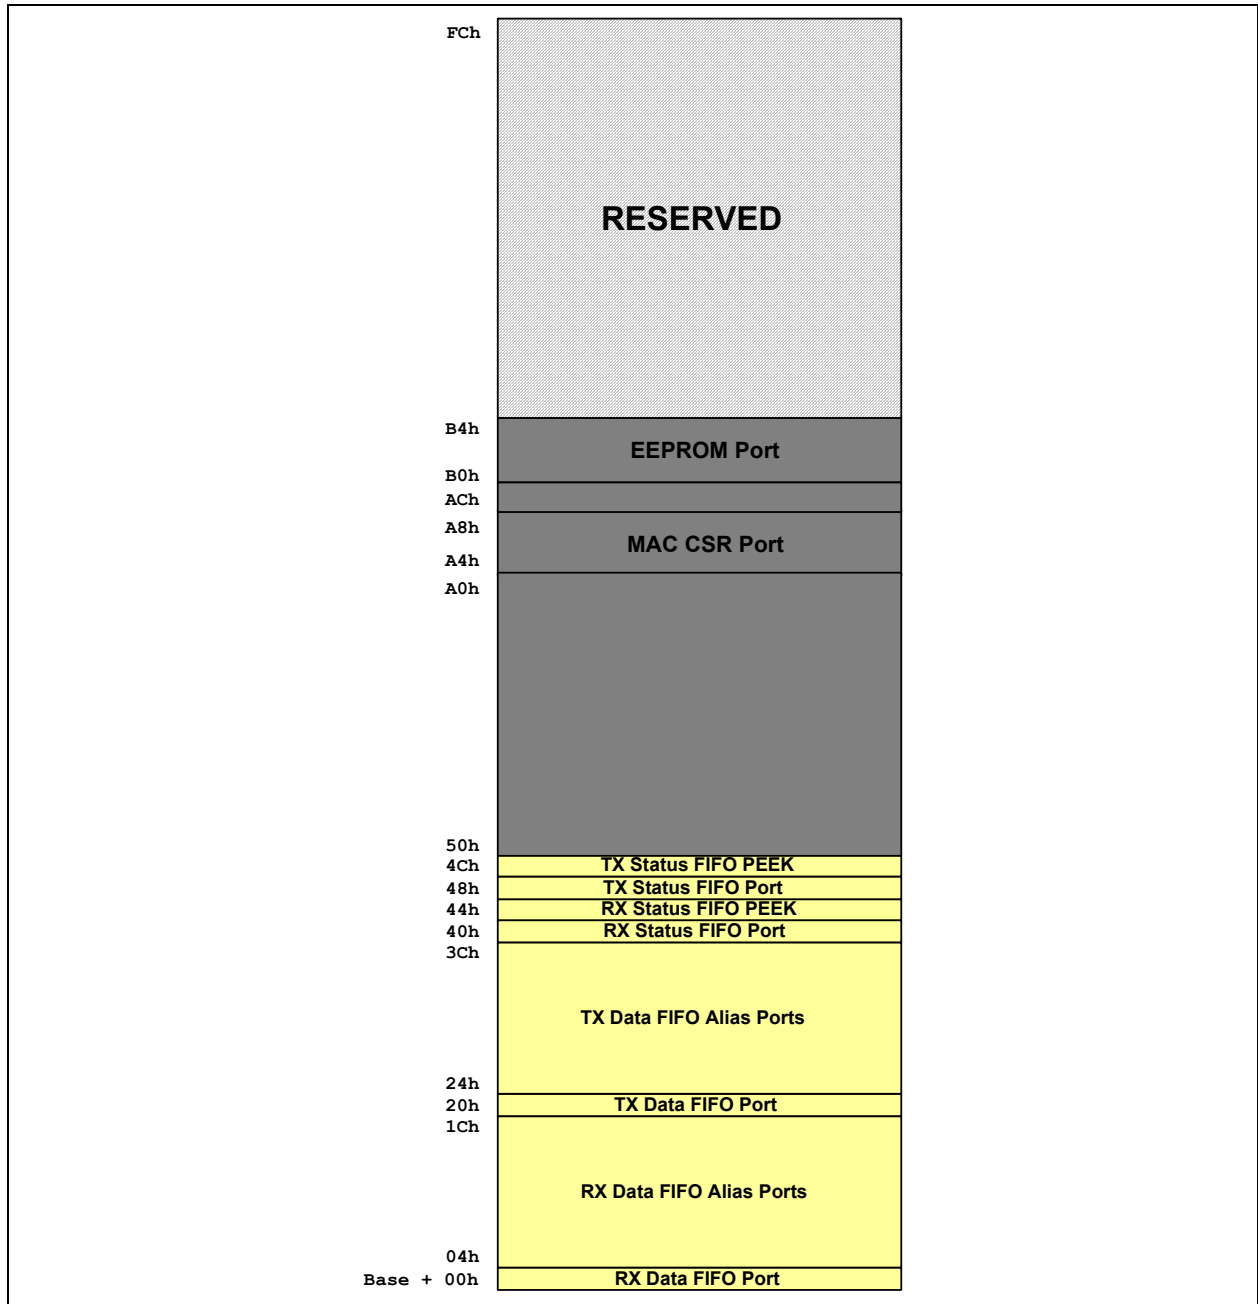 FCh
RESERVED
B4h
EEPROM Port
B0h
ACh
A8h
MAC CSR Port
A4h
A0h
50h
4Ch TX Status FIFO PEEK
48h TX Status FIFO Port
44h RX Status FIFO PEEK
40h RX Status FIFO Port
3Ch
TX Data FIFO Alias Ports
24h
20h TX Data FIFO Port
1Ch
RX Data FIFO Alias Ports
04h
Base + 00h RX Data FIFO Port